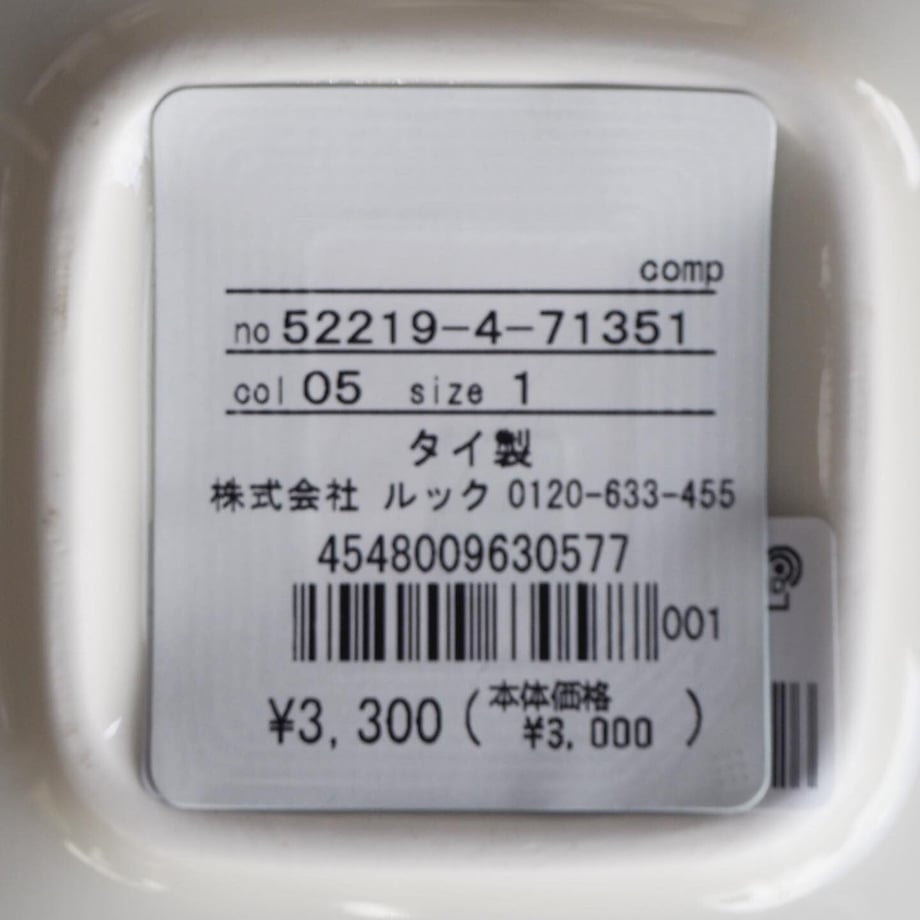 comp
no 52219-4-71351
col 05 size 1
タイ製
株式会社 ルック 0120-633-455
4548009630577
001
¥3,300(本体価格
¥3,000)